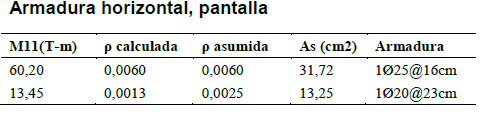 Armadura horizontal, pantalla
M11(T-m) ρ calculada ρ asumida As (cm2) Armadura
60,20 0,0060 0,0060 31,72 1Ø25@16cm
13,45 0,0013 0,0025 13,25 1Ø20@23cm